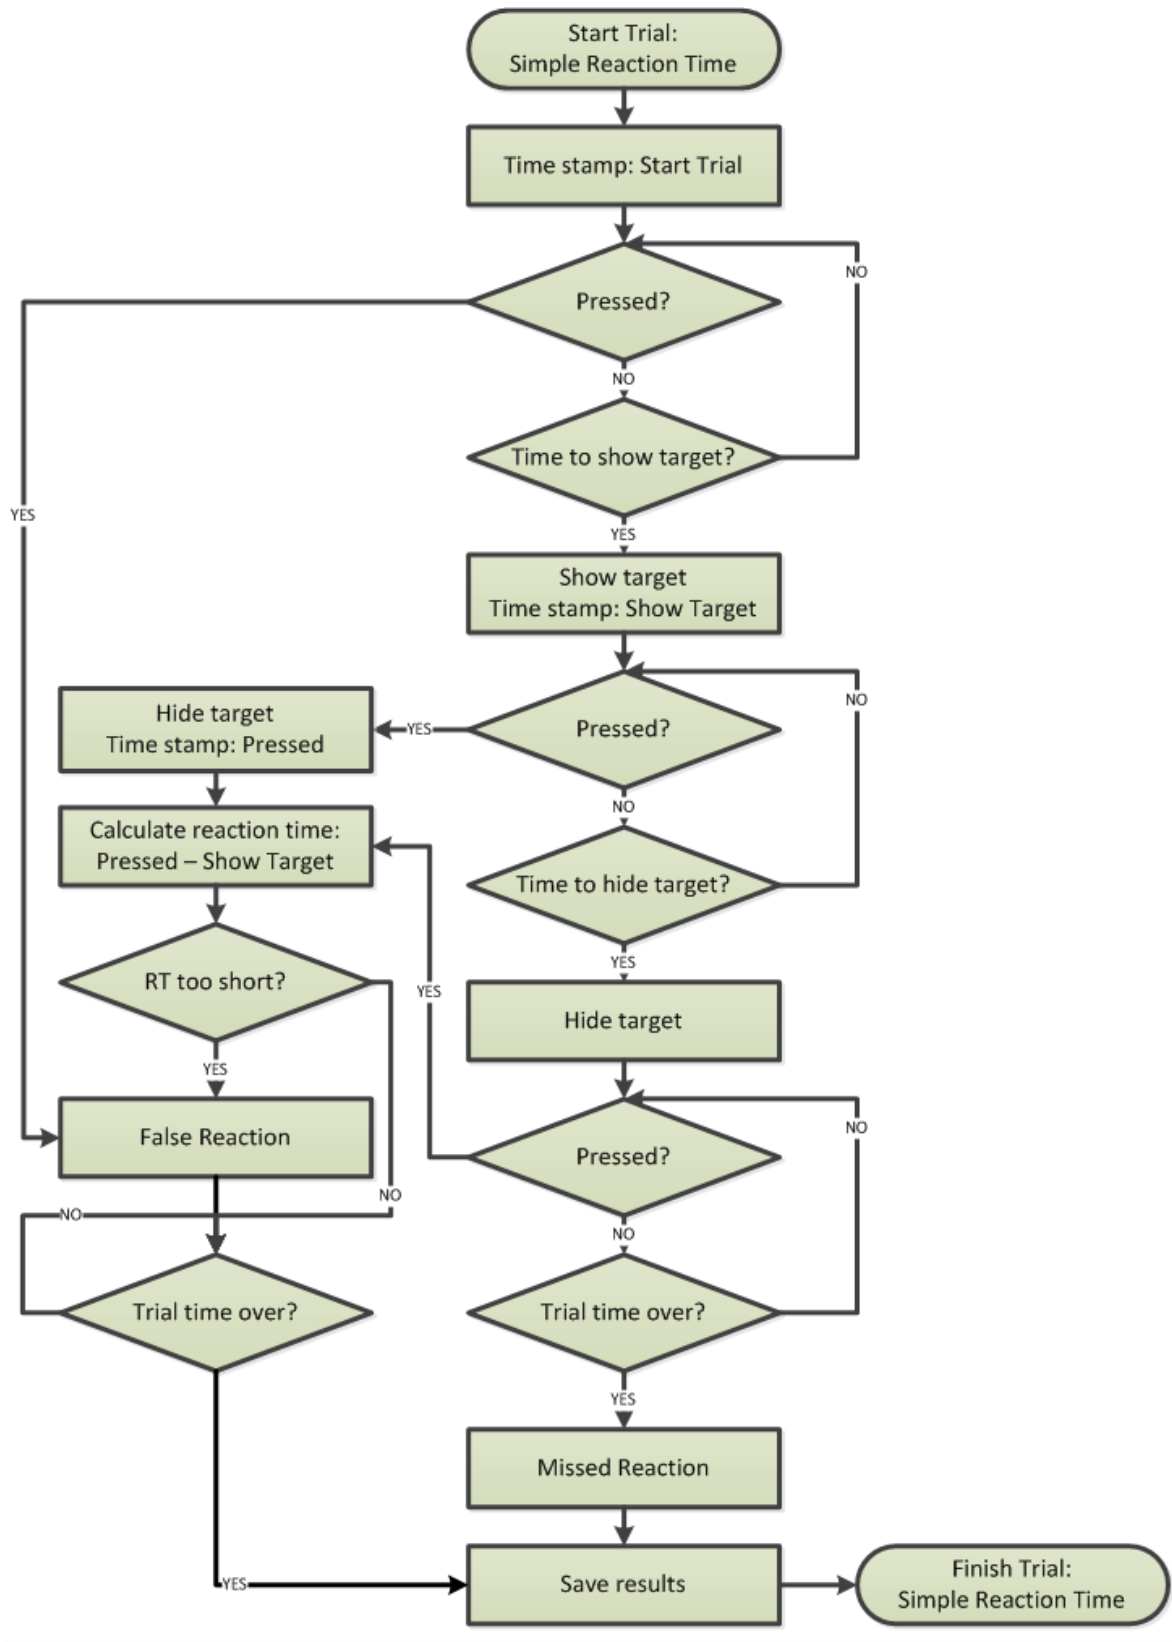 Start Trial:
Simple Reaction Time
Time stamp: Start Trial
Pressed?
NO
NO
Time to show target?
YES
YES
Show target
Time stamp: Show Target
Pressed?
YES
NO
Hide target
Time stamp: Pressed
NO
Calculate reaction time:
Pressed – Show Target
Time to hide target?
YES
RT too short?
YES
Hide target
YES
False Reaction
Pressed?
NO
NO
NO
NO
Trial time over?
Trial time over?
YES
Missed Reaction
YES
Save results
Finish Trial:
Simple Reaction Time